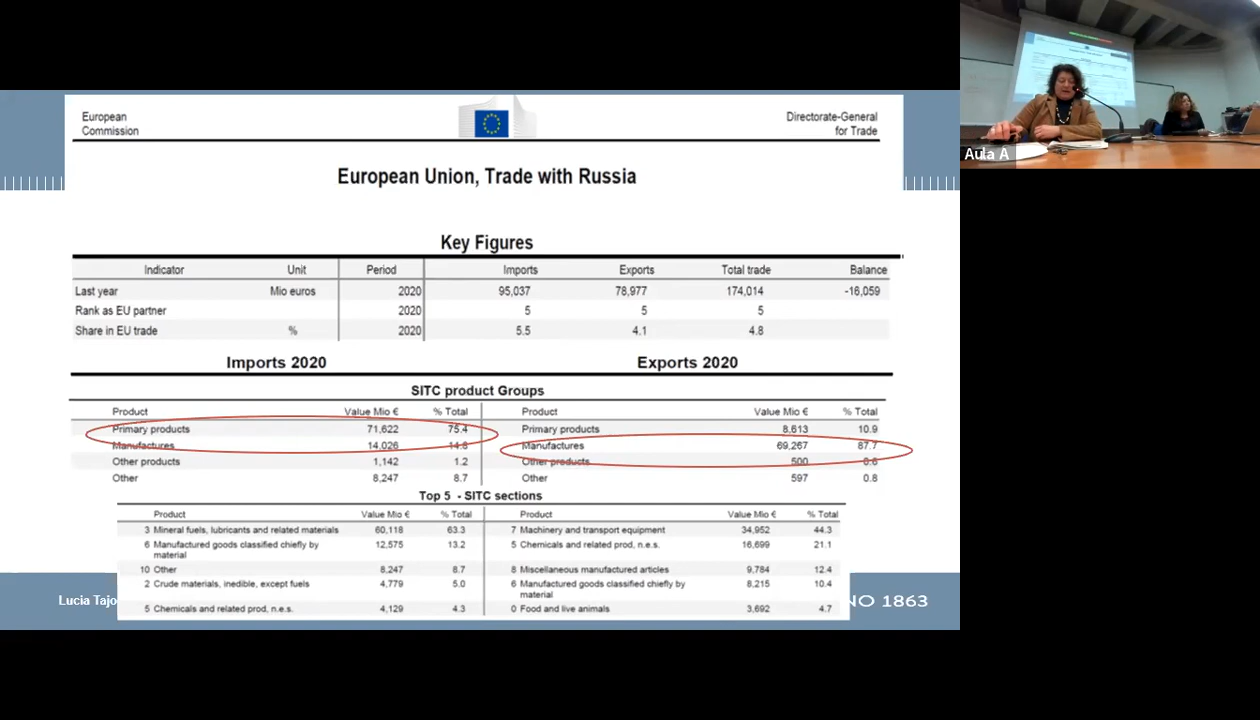 European
Commission
Directorate-General
for Trade
European Union, Trade with Russia
Key Figures
Indicator Unit Period Imports Exports Total trade Balance
Last year Mio euros 2020 95,037 78,977 174,014 -16,059
Rank as EU partner 2020 5 5 5
Share in EU trade % 2020 5.5 4.1 4.8
Imports 2020 Exports 2020
SITC product Groups
Product Value Mio € % Total Product Value Mio € % Total
Primary products 71,622 75.4 Primary products 8,613 10.9
Manufactures 14,026 14.8 Manufactures 69,267 87.7
Other products 1,142 1.2 Other products 500 0.6
Other 8,247 8.7 Other 597 0.8
Top 5 - SITC sections
Product Value Mio € % Total Product Value Mio € % Total
3 Mineral fuels, lubricants and related materials 60,118 63.3 7 Machinery and transport equipment 34,952 44.3
6 Manufactured goods classified chiefly by 12,575 13.2 5 Chemicals and related prod, n.e.s. 16,699 21.1
material
10 Other 8,247 8.7 8 Miscellaneous manufactured articles 9,784 12.4
2 Crude materials, inedible, except fuels 4,779 5.0 6 Manufactured goods classified chiefly by 8,215 10.4
material
5 Chemicals and related prod, n.e.s. 4,129 4.3 0 Food and live animals 3,692 4.7
Lucia Tajo
NO 1863
Aula A